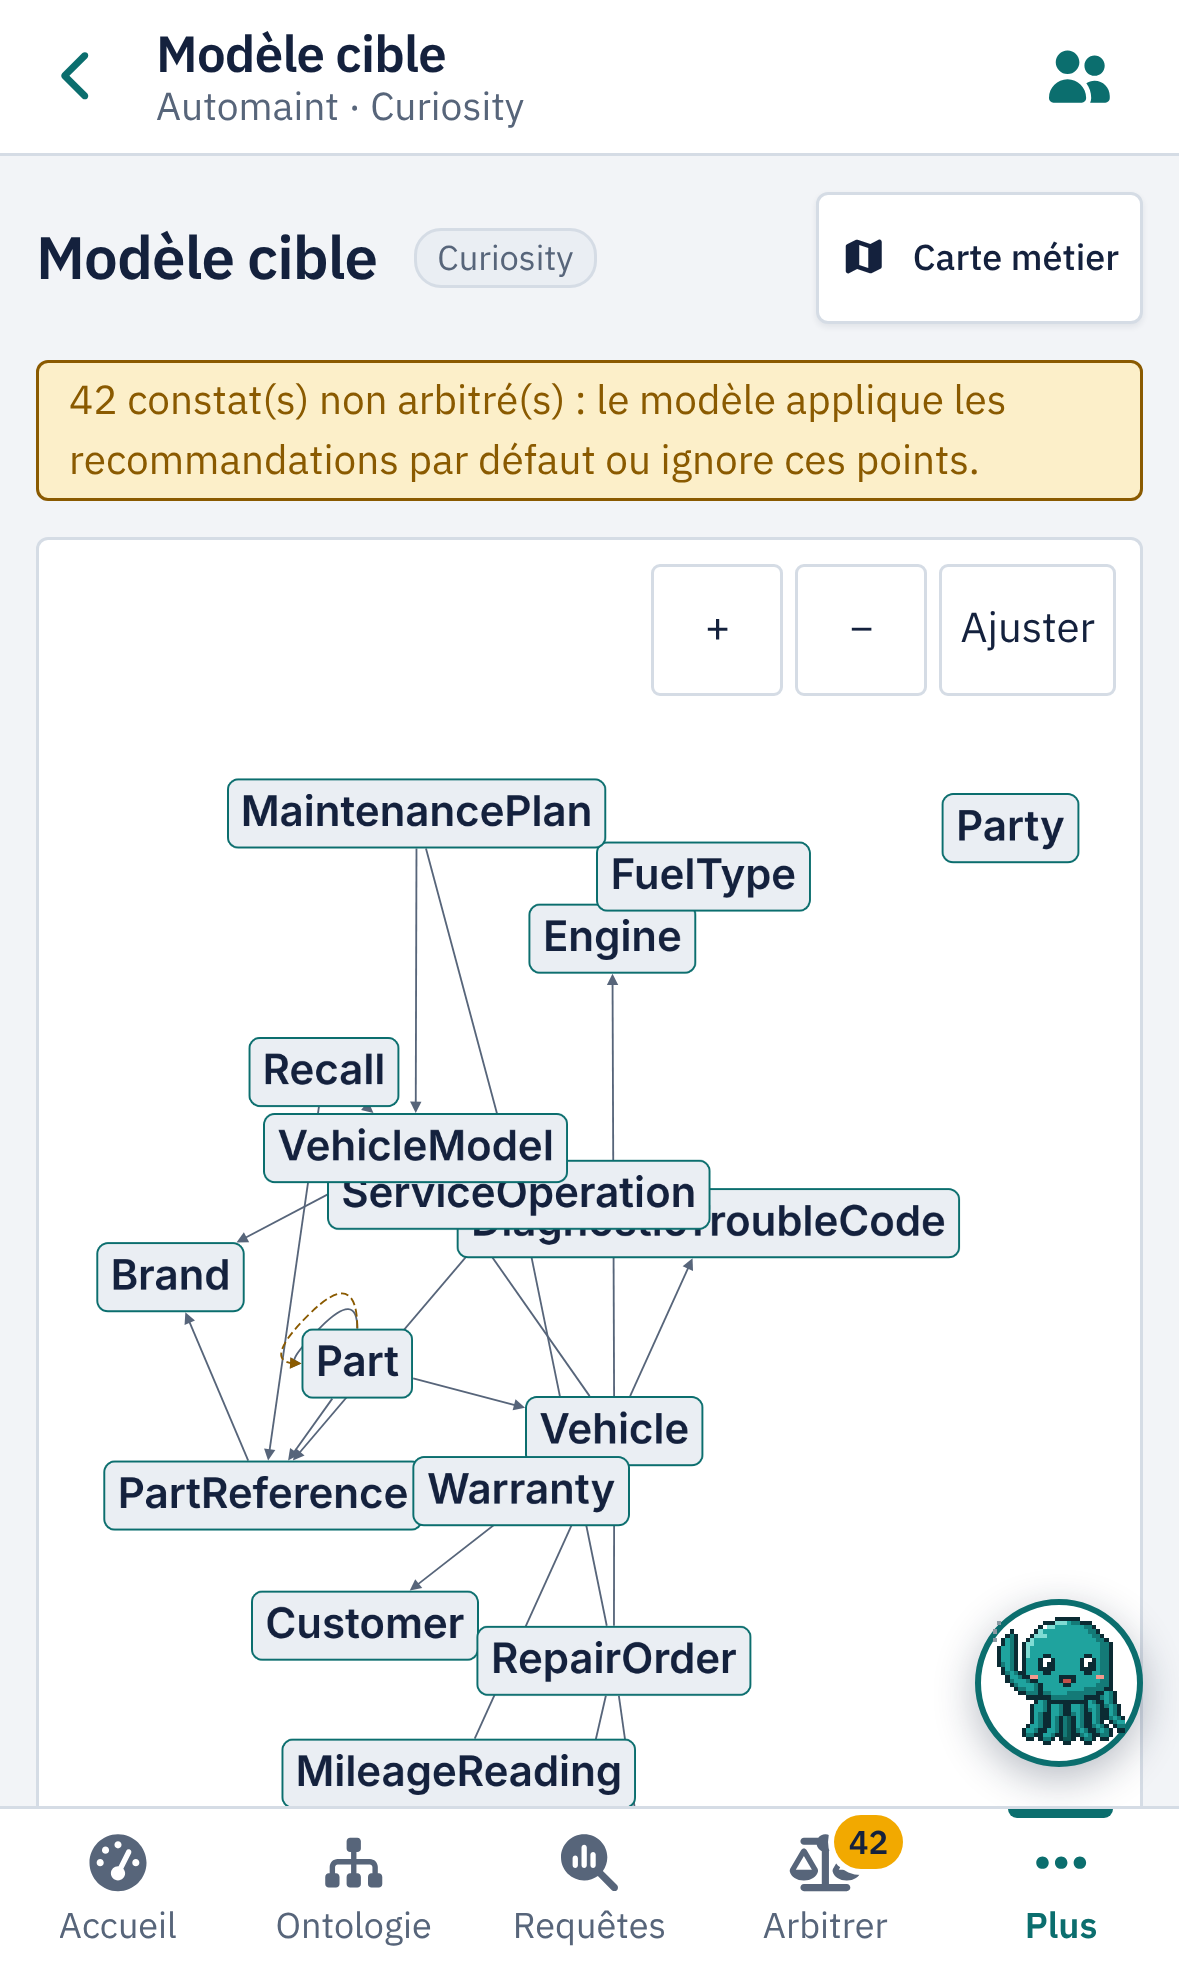 Modèle cible
Automaint · Curiosity
Modèle cible
Curiosity
Carte métier
42 constat(s) non arbitré(s) : le modèle applique les
recommandations par défaut ou ignore ces points.
+
−
Ajuster
MaintenancePlan
Party
FuelType
Engine
Recall
VehicleModel
ServiceOperation
DiagnosticTroubleCode
Brand
Part
Vehicle
PartReference
Warranty
Customer
RepairOrder
MileageReading
42
Accueil
Ontologie
Requêtes
Arbitrer
Plus